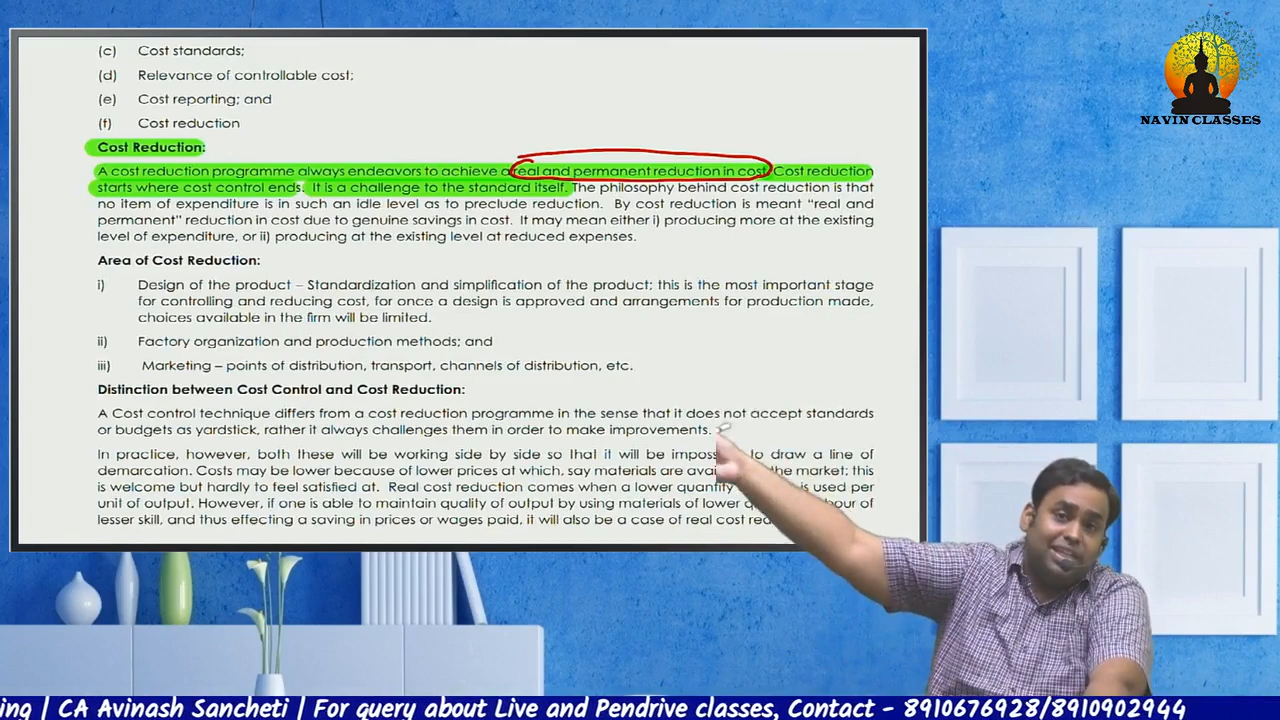 (c) Cost standards;
(d) Relevance of controllable cost;
(e) Cost reporting; and
(f) Cost reduction
Cost Reduction:
A cost reduction programme always endeavors to achieve a real and permanent reduction in cost. Cost reduction
starts where cost control ends. It is a challenge to the standard itself. The philosophy behind cost reduction is that
no item of expenditure is in such an idle level as to preclude reduction. By cost reduction is meant “real and
permanent” reduction in cost due to genuine savings in cost. It may mean either i) producing more at the existing
level of expenditure, or ii) producing at the existing level at reduced expenses.
Area of Cost Reduction:
i) Design of the product – Standardization and simplification of the product; this is the most important stage
for controlling and reducing cost, for once a design is approved and arrangements for production made,
choices available in the firm will be limited.
ii) Factory organization and production methods; and
iii) Marketing – points of distribution, transport, channels of distribution, etc.
Distinction between Cost Control and Cost Reduction:
A Cost control technique differs from a cost reduction programme in the sense that it does not accept standards
or budgets as yardstick, rather it always challenges them in order to make improvements.
In practice, however, both these will be working side by side so that it will be to draw a line of
demarcation. Costs may be lower because of lower prices at which, say materials are the market; this
is welcome but hardly to feel satisfied at. Real cost reduction comes when a lower quantity is used per
unit of output. However, if one is able to maintain quality of output by using materials of lower of
lesser skill, and thus effecting a saving in prices or wages paid, it will also be a case of real cost
NAVIN CLASSES
| CA Avinash Sancheti | For query about Live and Pendrive classes, Contact - 8910676928/8910902944